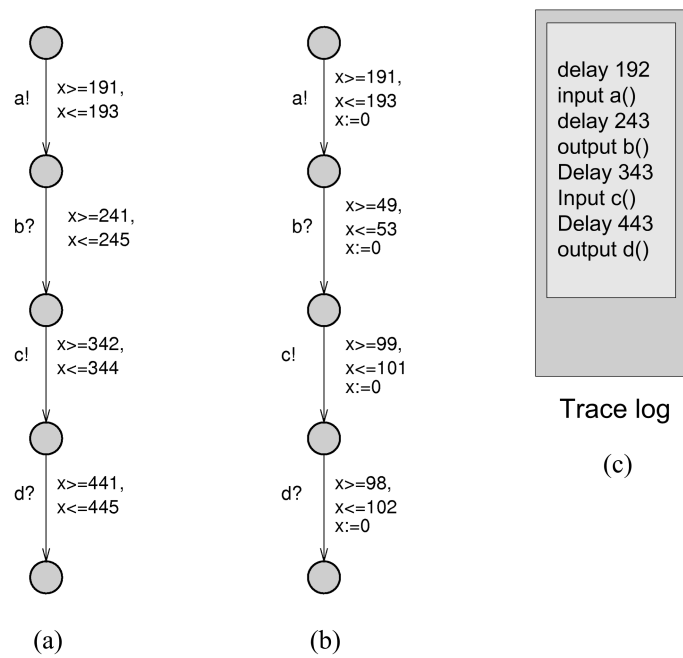 a!
x>=191,
x<=193
b?
x>=241,
x<=245
c!
x>=342,
x<=344
d?
x>=441,
x<=445
(a)
a!
x>=191,
x<=193
x:=0
b?
x>=49,
x<=53
x:=0
c!
x>=99,
x<=101
x:=0
d?
x>=98,
x<=102
x:=0
(b)
delay 192
input a()
delay 243
output b()
Delay 343
Input c()
Delay 443
output d()
Trace log
(c)